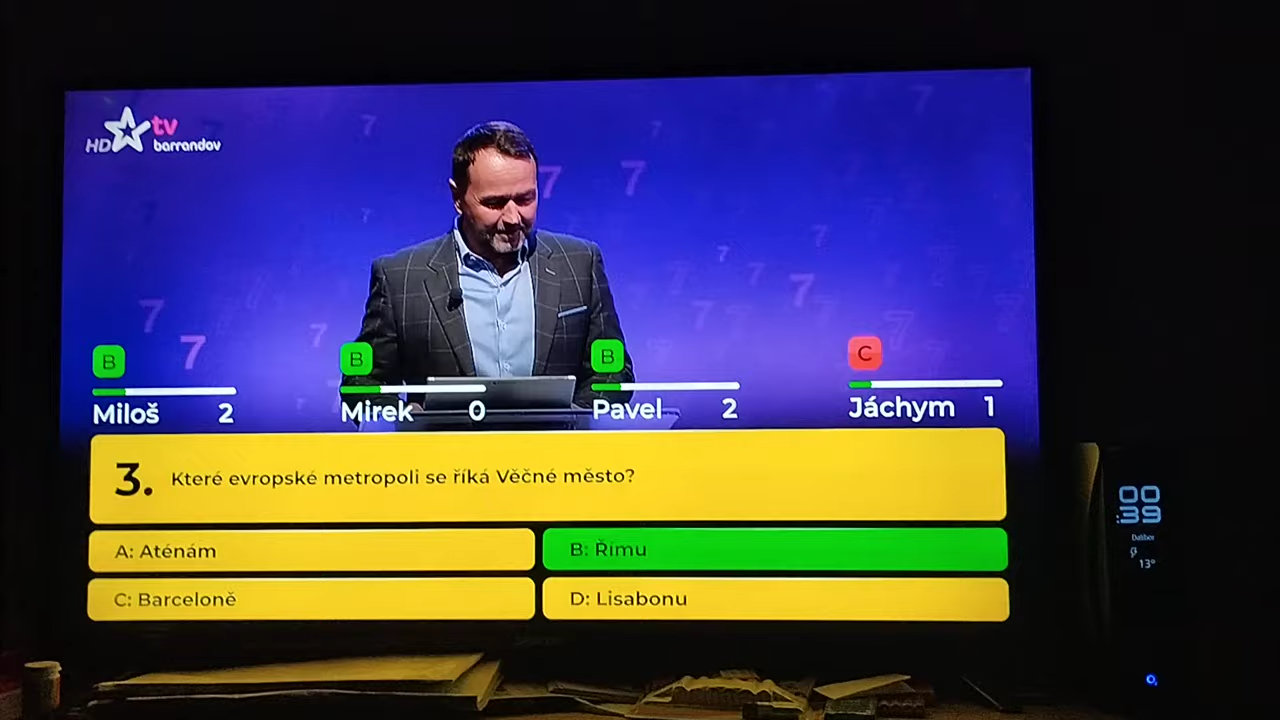 HD tv
barrandov
B
B
B
C
Miloš 2
Mirek 0
Pavel 2
Jáchym 1
3. Které evropské metropoli se říká Věčné město?
A: Aténám
B: Římu
C: Barceloně
D: Lisabonu
00
:39
Dalibor
13°